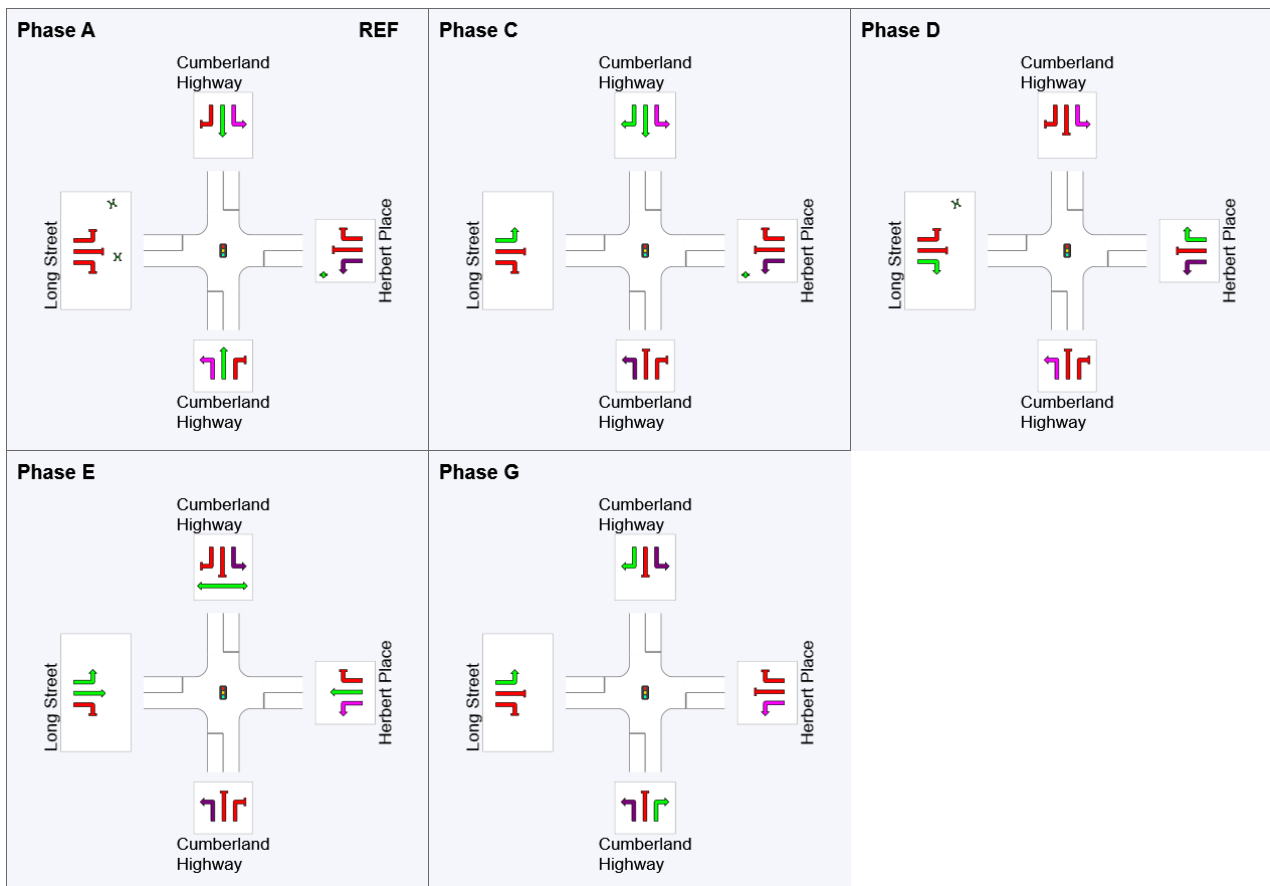 Phase A
REF
Cumberland
Highway
Long Street
Herbert Place
Cumberland
Highway
Phase C
Cumberland
Highway
Long Street
Herbert Place
Cumberland
Highway
Phase D
Cumberland
Highway
Long Street
Herbert Place
Cumberland
Highway
Phase E
Cumberland
Highway
Long Street
Herbert Place
Cumberland
Highway
Phase G
Cumberland
Highway
Long Street
Herbert Place
Cumberland
Highway